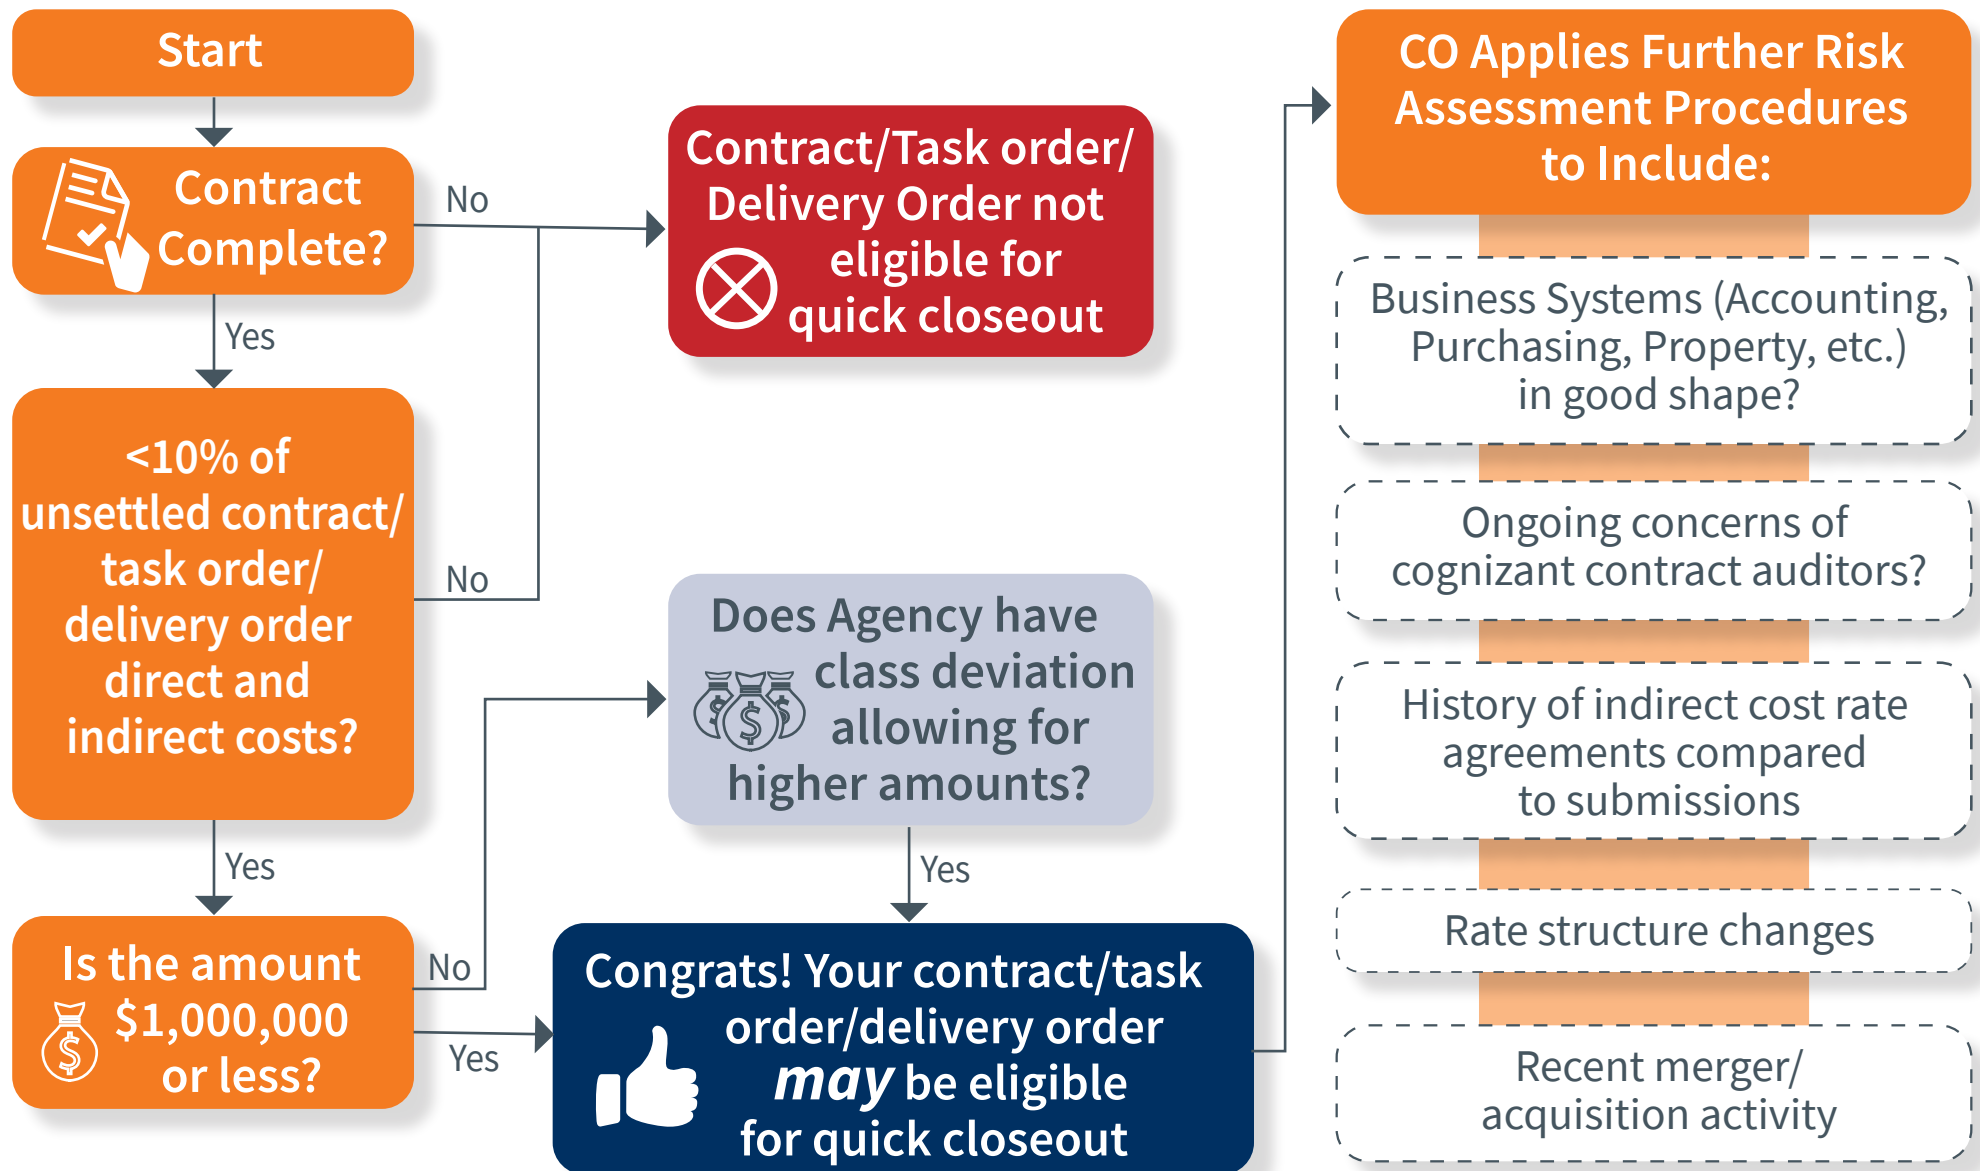 Start
Contract
Complete?
No
Yes
<10% of
unsettled contract/
task order/
delivery order
direct and
indirect costs?
No
Yes
Is the amount
$1,000,000
or less?
No
Yes
Contract/Task order/
Delivery Order not
eligible for
quick closeout
Does Agency have
class deviation
allowing for
higher amounts?
Yes
Congrats! Your contract/task
order/delivery order
may be eligible
for quick closeout
CO Applies Further Risk
Assessment Procedures
to Include:
Business Systems (Accounting,
Purchasing, Property, etc.)
in good shape?
Ongoing concerns of
cognizant contract auditors?
History of indirect cost rate
agreements compared
to submissions
Rate structure changes
Recent merger/
acquisition activity